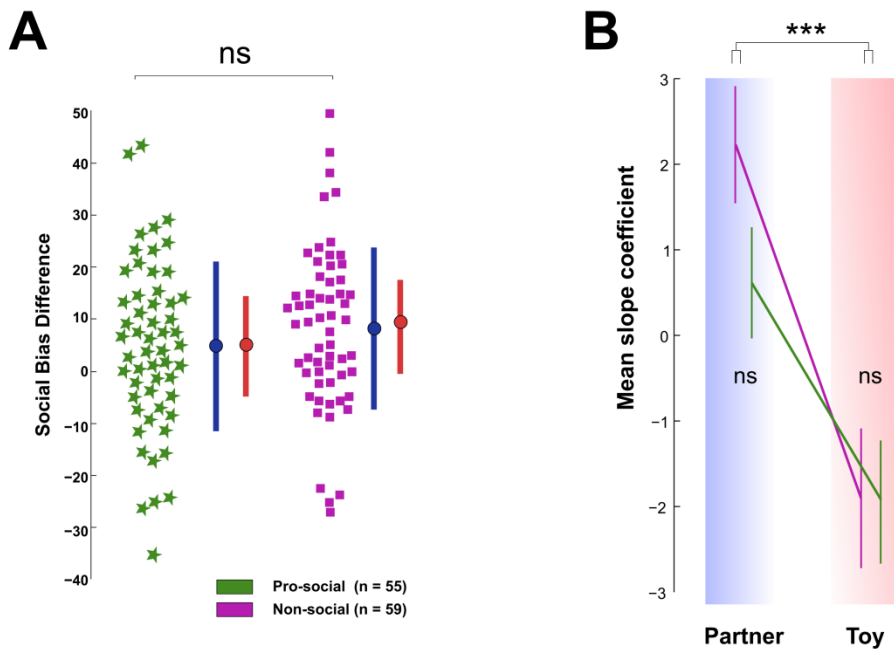 A
ns
Social Bias Difference
50
40
30
20
10
0
−10
−20
−30
−40
Pro-social (n = 55)
Non-social (n = 59)
B
***
Mean slope coefficient
3
2
1
0
−1
−2
−3
ns
ns
Partner
Toy